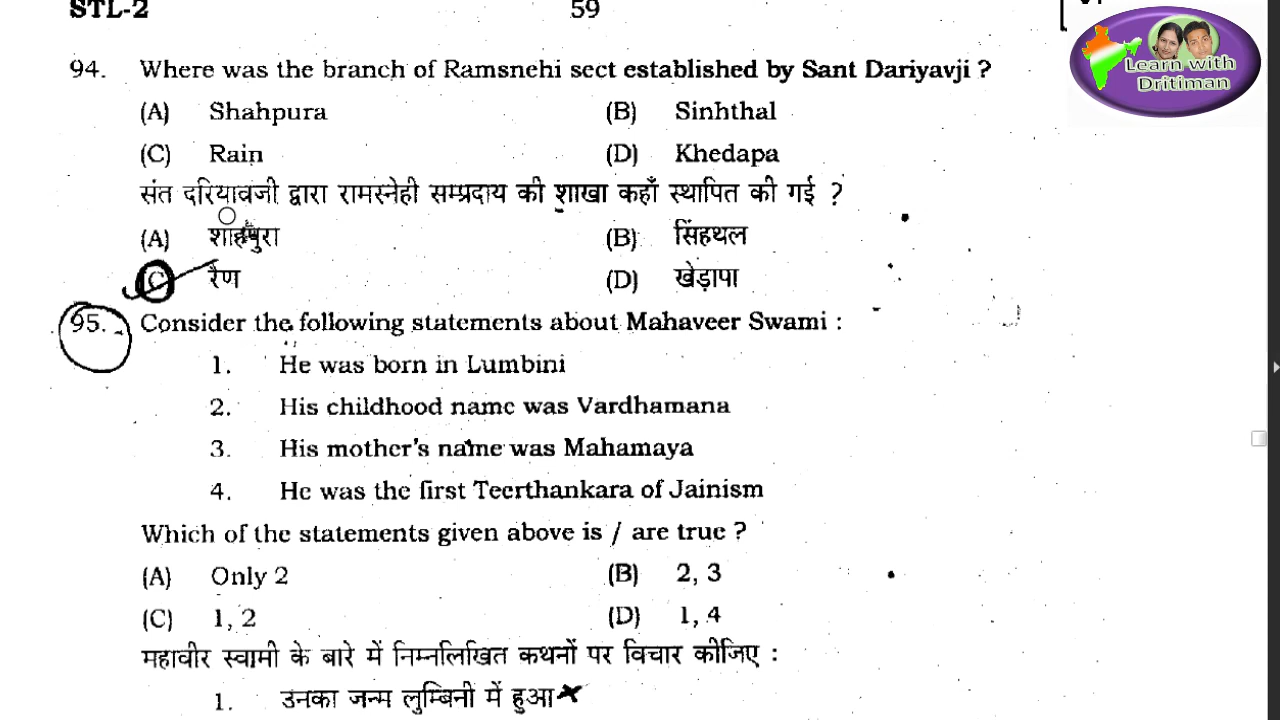 STL-2 59
Learn with
Dritiman
94. Where was the branch of Ramsnehi sect established by Sant Dariyavji ?
(A) Shahpura (B) Sinhthal
(C) Rain (D) Khedapa
संत दरियावजी द्वारा रामस्नेही सम्प्रदाय की शाखा कहाँ स्थापित की गई ?
(A) शाहपुरा (B) सिंहथल
(C) रैण (D) खेड़ापा
95. Consider the following statements about Mahaveer Swami :
1. He was born in Lumbini
2. His childhood name was Vardhamana
3. His mother's name was Mahamaya
4. He was the first Teerthankara of Jainism
Which of the statements given above is / are true ?
(A) Only 2 (B) 2, 3
(C) 1, 2 (D) 1, 4
महावीर स्वामी के बारे में निम्नलिखित कथनों पर विचार कीजिए :
1. उनका जन्म लुम्बिनी में हुआ